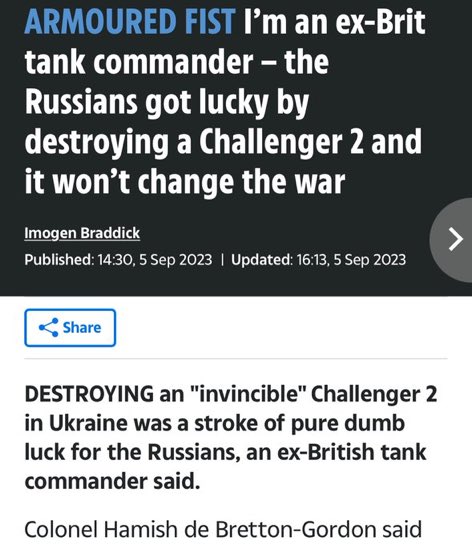 ARMOURED FIST I’m an ex-Brit
tank commander – the
Russians got lucky by
destroying a Challenger 2 and
it won’t change the war
Imogen Braddick
Published: 14:30, 5 Sep 2023 | Updated: 16:13, 5 Sep 2023
Share
DESTROYING an "invincible" Challenger 2
in Ukraine was a stroke of pure dumb
luck for the Russians, an ex-British tank
commander said.
Colonel Hamish de Bretton-Gordon said